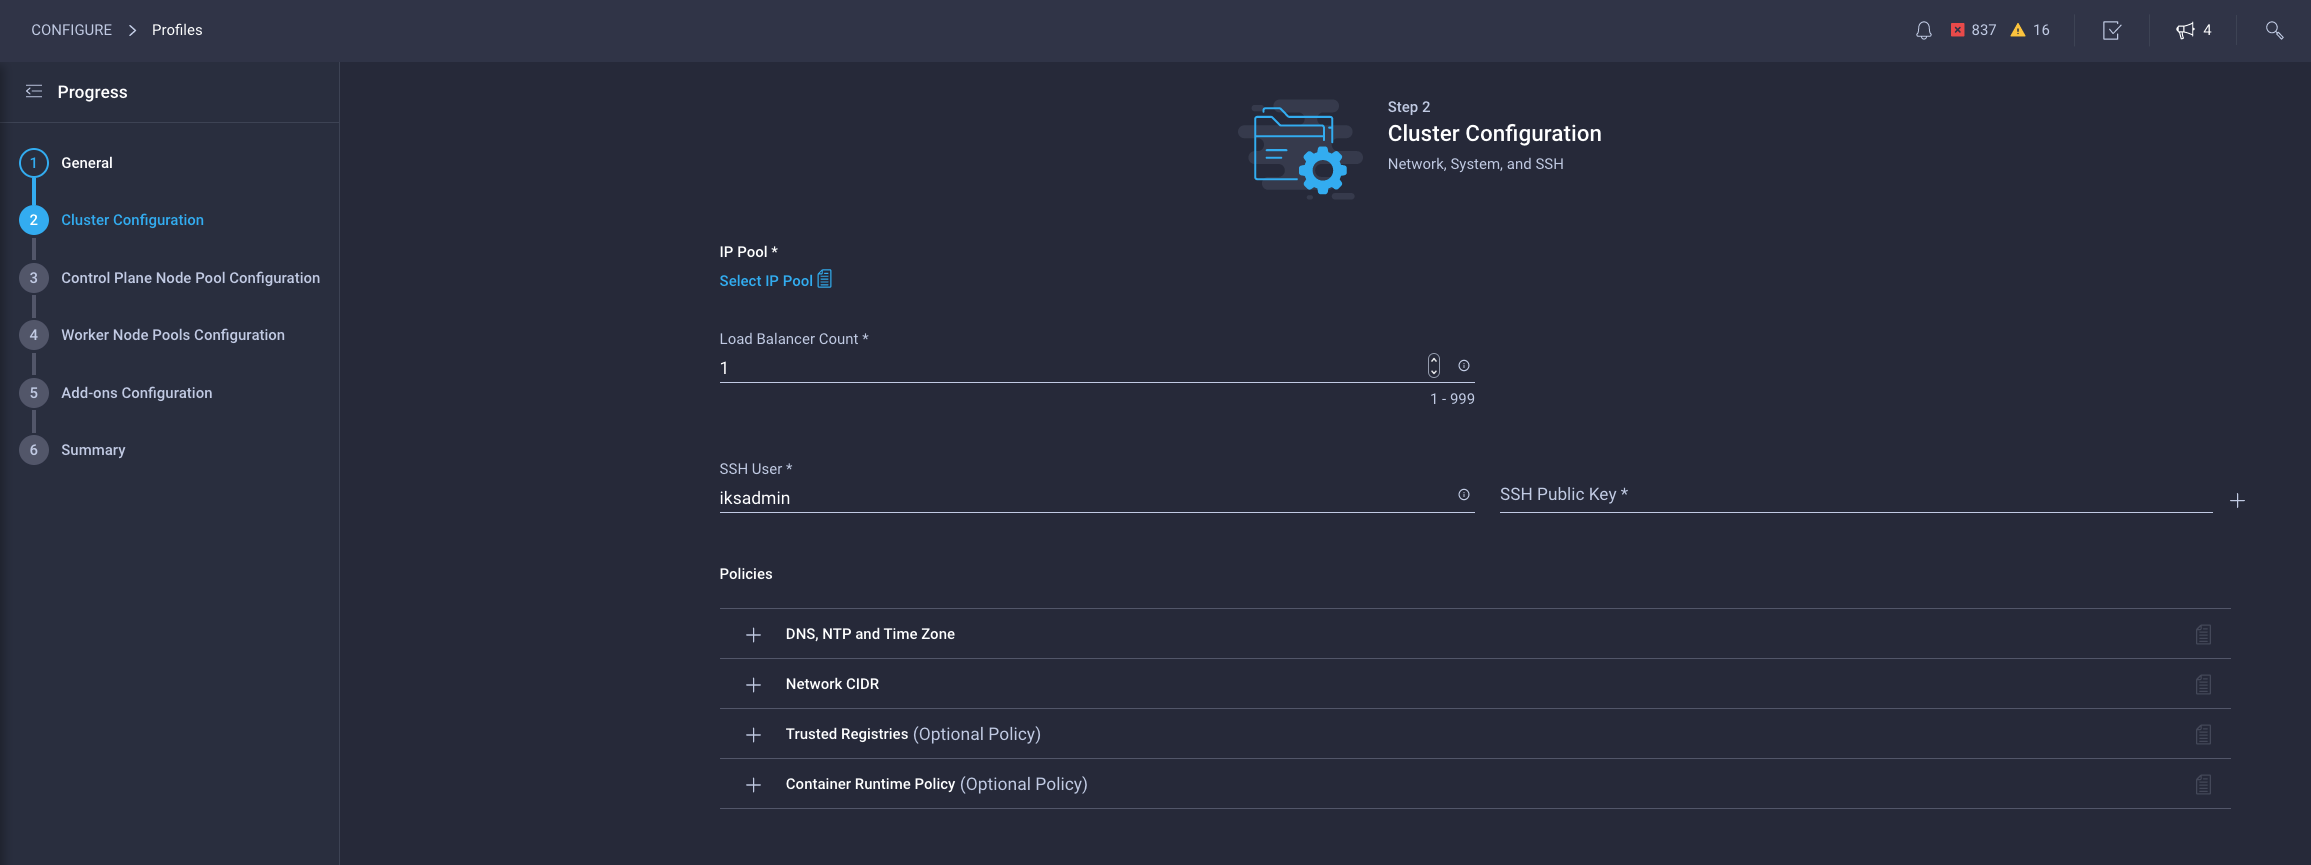 CONFIGURE > Profiles
837 16 4
Progress
1 General
2 Cluster Configuration
3 Control Plane Node Pool Configuration
4 Worker Node Pools Configuration
5 Add-ons Configuration
6 Summary
Step 2
Cluster Configuration
Network, System, and SSH
IP Pool *
Select IP Pool
Load Balancer Count *
1
1 - 999
SSH User *
iksadmin
SSH Public Key *
Policies
DNS, NTP and Time Zone
Network CIDR
Trusted Registries (Optional Policy)
Container Runtime Policy (Optional Policy)